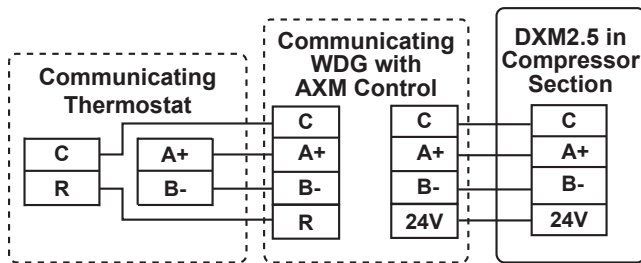 Communicating
Thermostat
C
R
A+
B-
Communicating
WDG with
AXM Control
C
A+
B-
R
C
A+
B-
24V
DXM2.5 in
Compressor
Section
C
A+
B-
24V